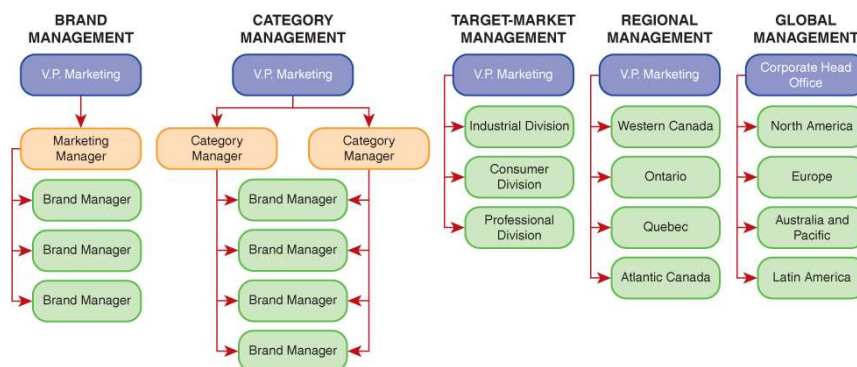 BRAND
MANAGEMENT
V.P. Marketing
Marketing
Manager
Brand Manager
Brand Manager
Brand Manager
CATEGORY
MANAGEMENT
V.P. Marketing
Category
Manager
Category
Manager
Brand Manager
Brand Manager
Brand Manager
Brand Manager
TARGET-MARKET
MANAGEMENT
V.P. Marketing
Industrial Division
Consumer
Division
Professional
Division
REGIONAL
MANAGEMENT
V.P. Marketing
Western Canada
Ontario
Quebec
Atlantic Canada
GLOBAL
MANAGEMENT
Corporate Head
Office
North America
Europe
Australia and
Pacific
Latin America